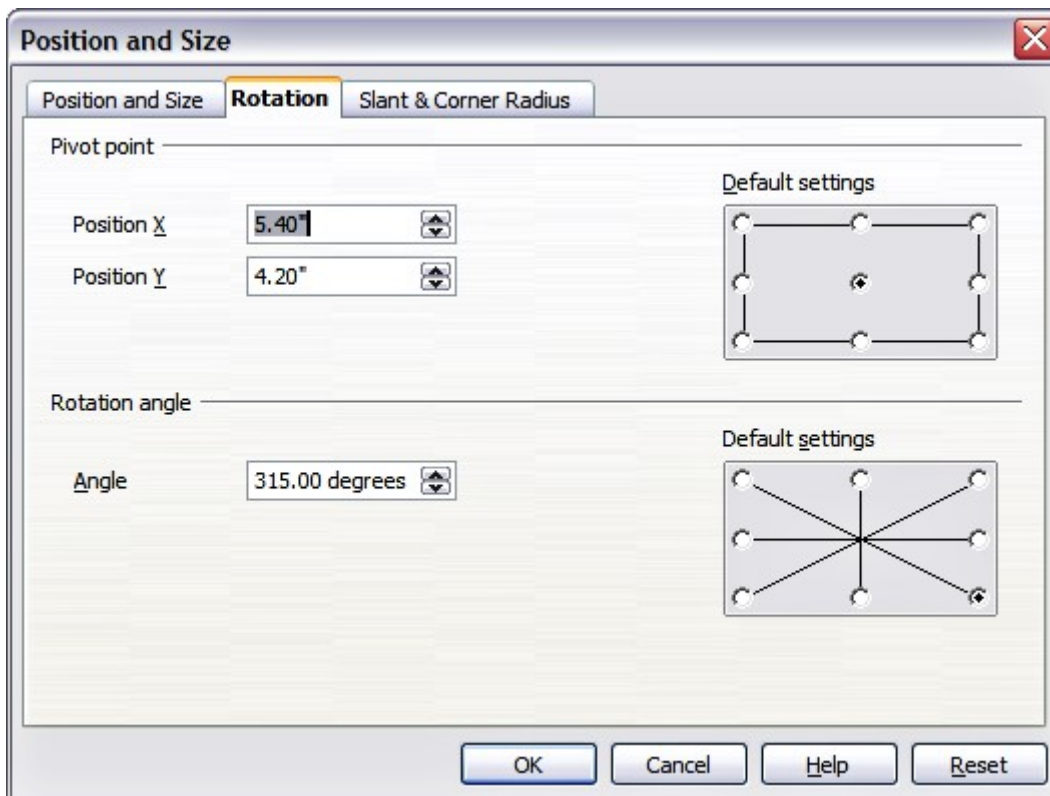 Position and Size
Position and Size Rotation Slant & Corner Radius
Pivot point
Default settings
Position X 5.40"
Position Y 4.20"
Rotation angle
Default settings
Angle 315.00 degrees
OK Cancel Help Reset